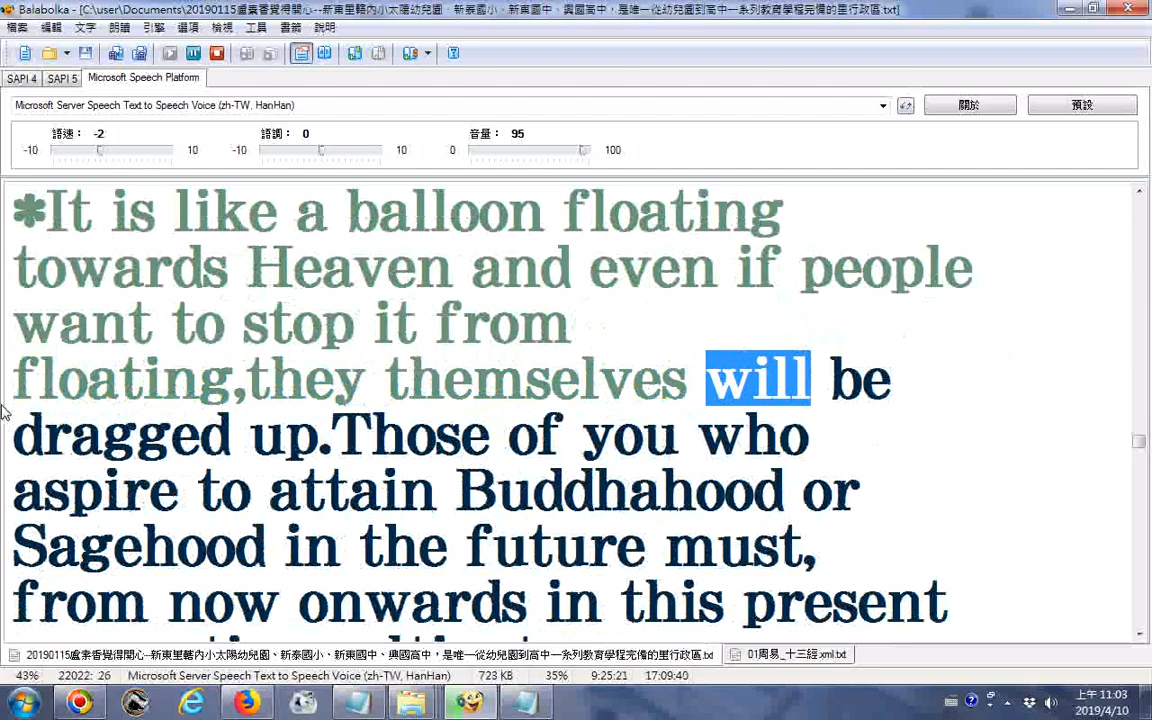 Balabolka - [C:\user\Documents\20190115盧素香覺得開心--新東里轄內小太陽幼兒園、新泰國小、新東國中、興國高中，是唯一從幼兒園到高中一系列教育學程完備的里行政區.txt]
檔案 編輯 文字 朗讀 引擎 選項 檢視 工具 書籤 說明
SAPI 4 SAPI 5 Microsoft Speech Platform
Microsoft Server Speech Text to Speech Voice (zh-TW, HanHan) 關於 預設
語速： -2 語調： 0 音量： 95
-10 10 -10 10 0 100
*It is like a balloon floating
towards Heaven and even if people
want to stop it from
floating,they themselves will be
dragged up.Those of you who
aspire to attain Buddhahood or
Sagehood in the future must,
from now onwards in this present
20190115盧素香覺得開心--新東里轄內小太陽幼兒園、新泰國小、新東國中、興國高中，是唯一從幼兒園到高中一系列教育學程完備的里行政區.txt 01周易_十三經.xml.txt
43% 22022: 26 Microsoft Server Speech Text to Speech Voice (zh-TW, HanHan) 723 KB 35% 9:25:21 17:09:40
上午 11:03
2019/4/10